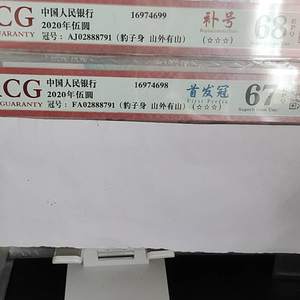 CG 中国人民银行 16974699 补号 68
GUARANTY 2020年伍圆
冠号：AJ02888791（豹子身 山外有山） (☆☆☆)
CG 中国人民银行 16974698 首发冠 67
GUARANTY 2020年伍圆 First Prefix
冠号：FA02888791（豹子身 山外有山） (☆☆☆)